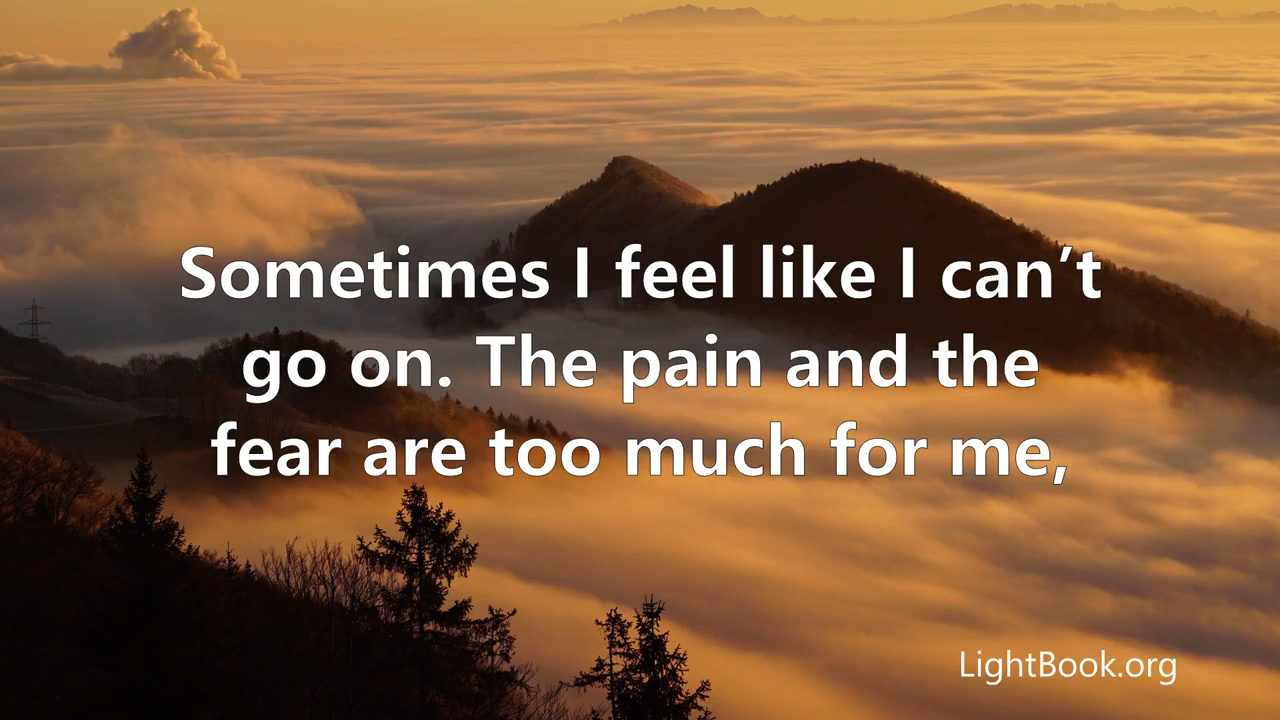 Sometimes I feel like I can’t
go on. The pain and the
fear are too much for me,
LightBook.org